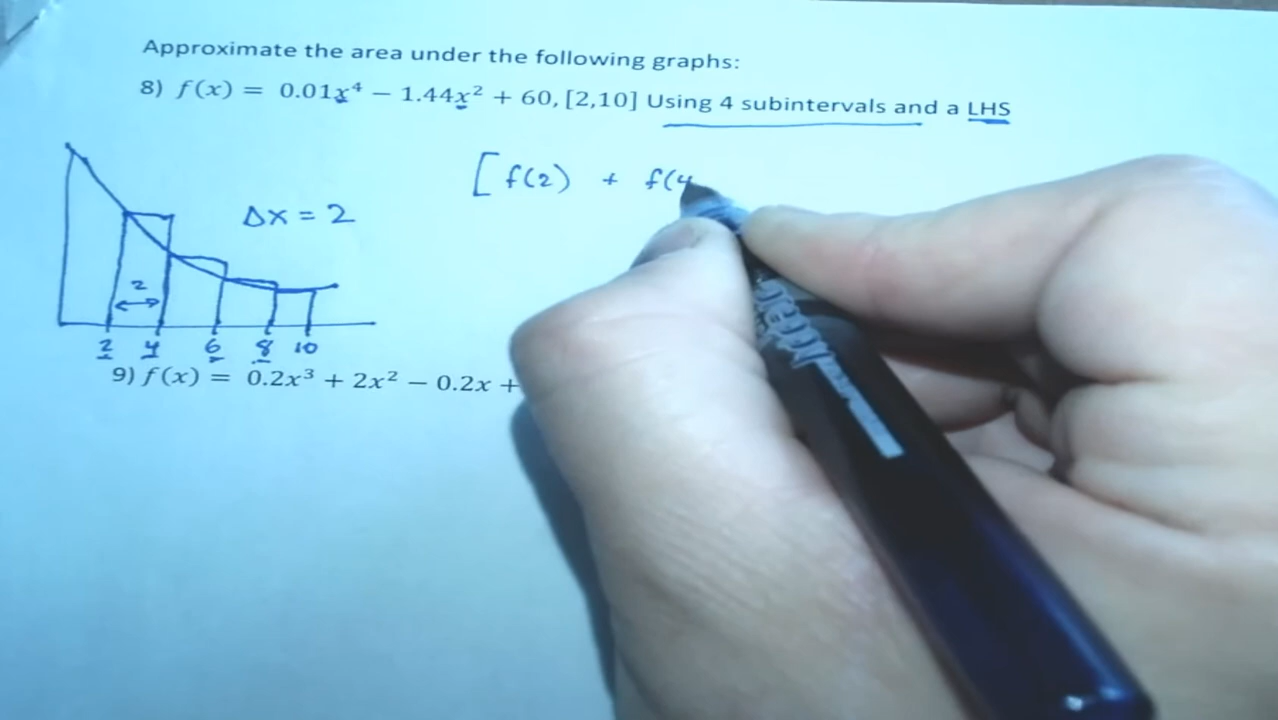 Approximate the area under the following graphs:
8) f(x) = 0.01x⁴ − 1.44x² + 60, [2,10] Using 4 subintervals and a LHS
[f(2) + f(4
Δx = 2
2
2 4 6 8 10
9) f(x) = 0.2x³ + 2x² − 0.2x +